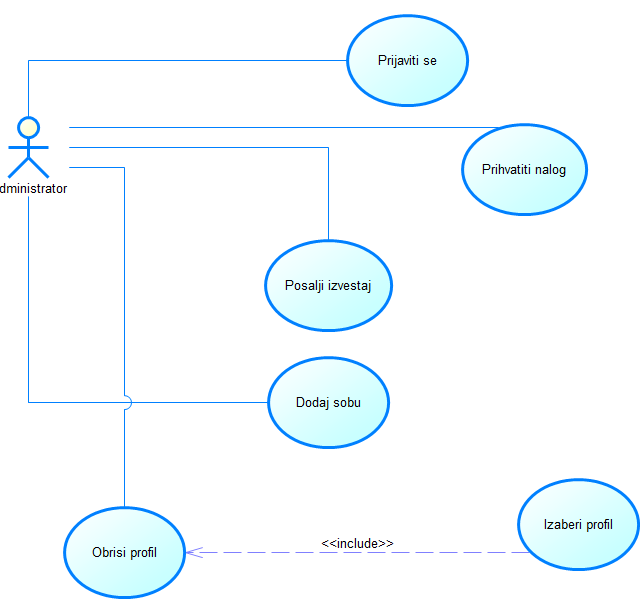 Prijaviti se
Prihvatiti nalog
dministrator
Posalji izvestaj
Dodaj sobu
Izaberi profil
<<include>>
Obrisi profil